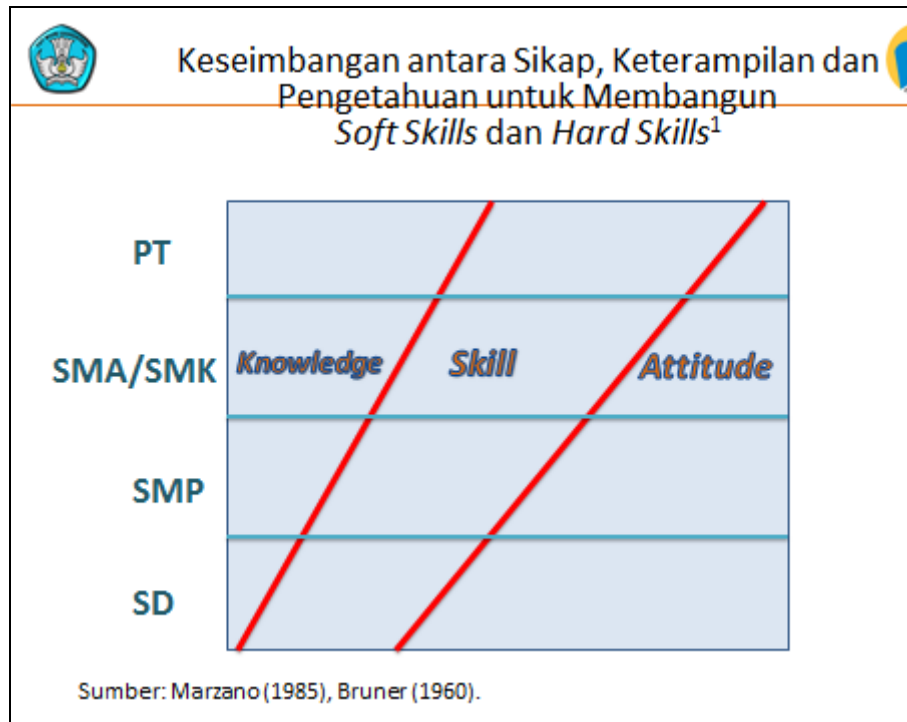 Keseimbangan antara Sikap, Keterampilan dan
Pengetahuan untuk Membangun
Soft Skills dan Hard Skills¹
PT
SMA/SMK
Knowledge
Skill
Attitude
SMP
SD
Sumber: Marzano (1985), Bruner (1960).